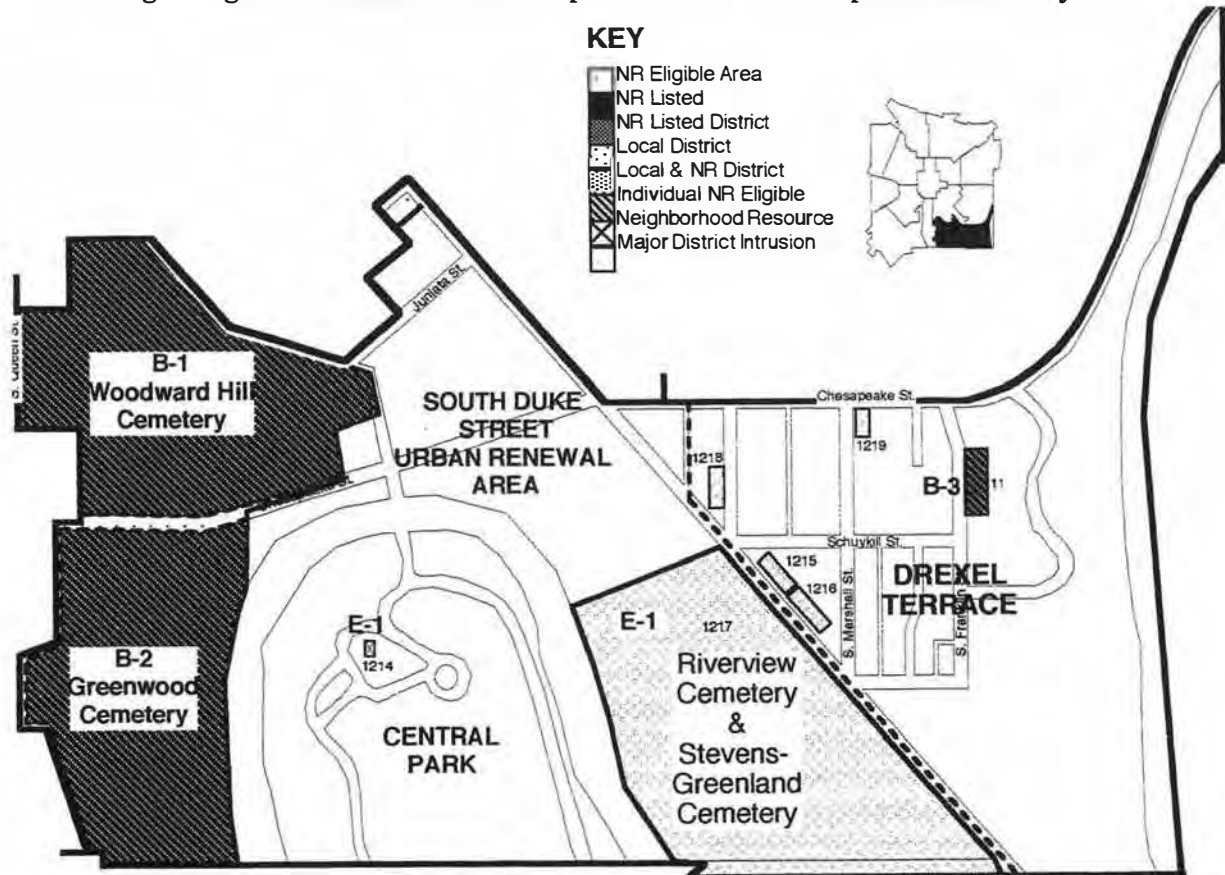 KEY
NR Eligible Area
NR Listed
NR Listed District
Local District
Local & NR District
Individual NR Eligible
Neighborhood Resource
Major District Intrusion
Juniata St.
S. Queen St.
B-1
Woodward Hill
Cemetery
SOUTH DUKE
STREET
URBAN RENEWAL
AREA
Chesapeake St.
1218
1219
B-3
11
Schuykill St.
1215
1216
S. Marshall St.
S. Franklin
DREXEL
TERRACE
E-1
1217
Riverview
Cemetery
&
Stevens-
Greenland
Cemetery
E-1
1214
B-2
Greenwood
Cemetery
CENTRAL
PARK